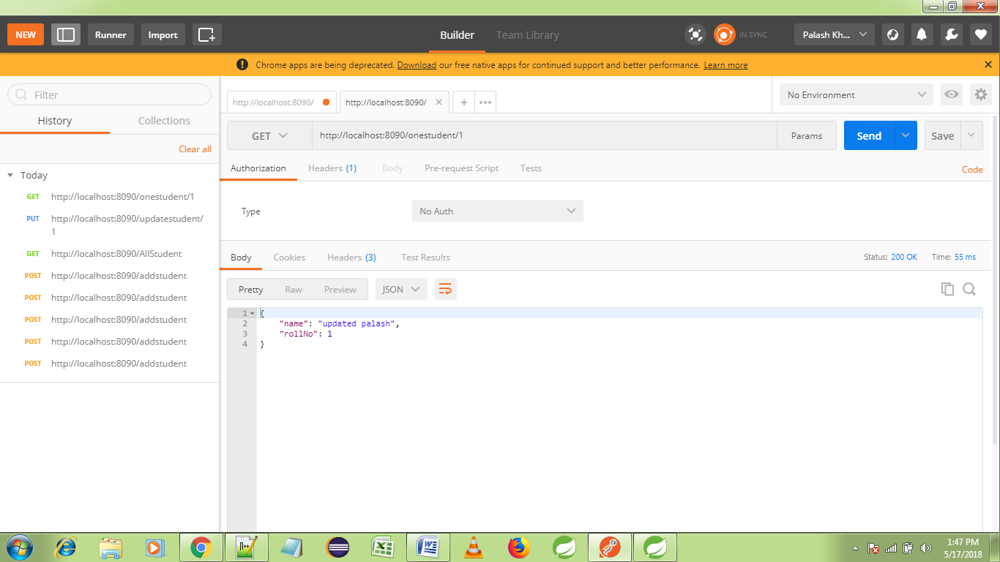 NEW Runner Import Builder Team Library IN SYNC Palash Kh...
Chrome apps are being deprecated. Download our free native apps for continued support and better performance. Learn more
Filter
History Collections
Clear all
Today
GET http://localhost:8090/onestudent/1
PUT http://localhost:8090/updatestudent/
1
GET http://localhost:8090/AllStudent
POST http://localhost:8090/addstudent
POST http://localhost:8090/addstudent
POST http://localhost:8090/addstudent
POST http://localhost:8090/addstudent
POST http://localhost:8090/addstudent
http://localhost:8090/ http://localhost:8090/ No Environment
GET http://localhost:8090/onestudent/1 Params Send Save
Authorization Headers (1) Body Pre-request Script Tests Code
Type No Auth
Body Cookies Headers (3) Test Results Status: 200 OK Time: 55 ms
Pretty Raw Preview JSON
1 {
2 "name": "updated palash",
3 "rollNo": 1
4 }
1:47 PM
5/17/2018